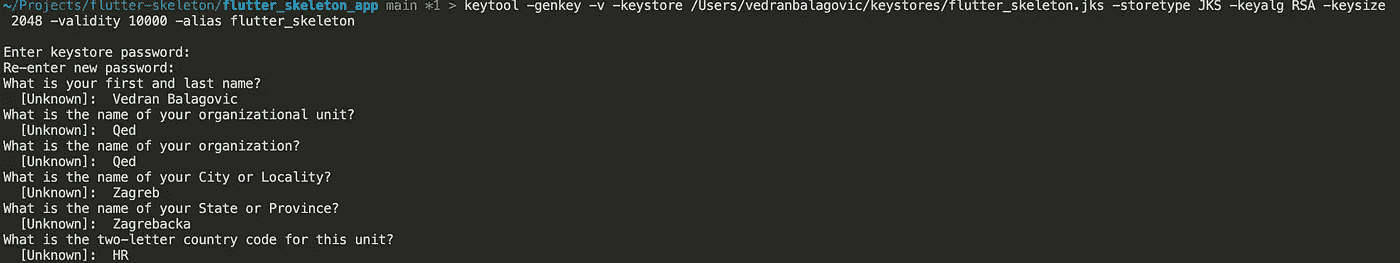 ~/Projects/flutter-skeleton/flutter_skeleton_app main *1 > keytool -genkey -v -keystore /Users/vedranbalagovic/keystores/flutter_skeleton.jks -storetype JKS -keyalg RSA -keysize
2048 -validity 10000 -alias flutter_skeleton
Enter keystore password:
Re-enter new password:
What is your first and last name?
[Unknown]: Vedran Balagovic
What is the name of your organizational unit?
[Unknown]: Qed
What is the name of your organization?
[Unknown]: Qed
What is the name of your City or Locality?
[Unknown]: Zagreb
What is the name of your State or Province?
[Unknown]: Zagrebacka
What is the two-letter country code for this unit?
[Unknown]: HR